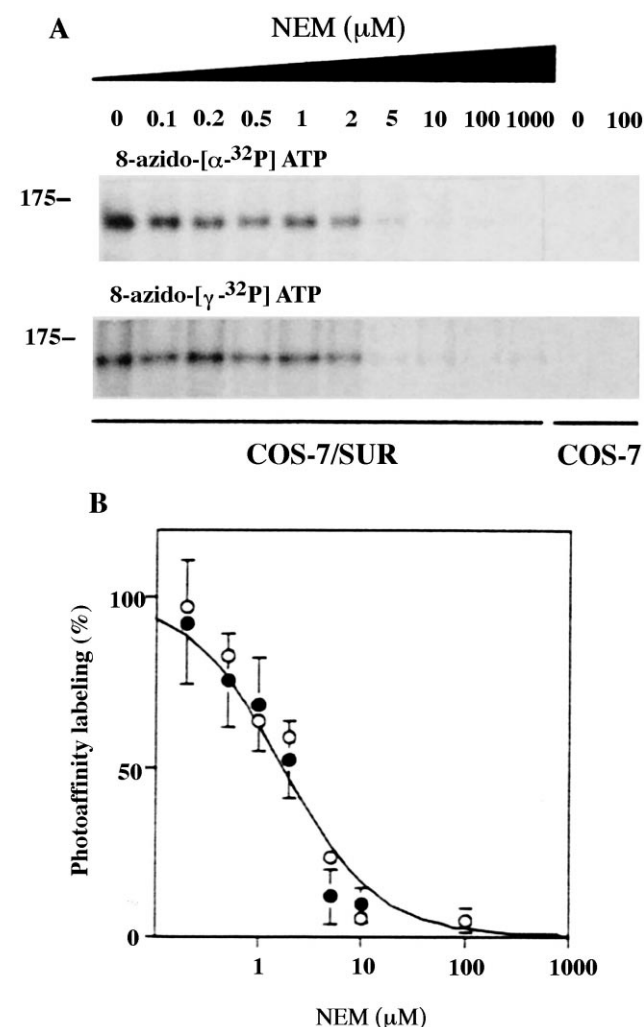 A
NEM (μM)
0 0.1 0.2 0.5 1 2 5 10 100 1000 0 100
8-azido-[α-³²P] ATP
175–
8-azido-[γ-³²P] ATP
175–
COS-7/SUR COS-7
B
Photoaffinity labeling (%)
100
50
0
1 10 100 1000
NEM (μM)